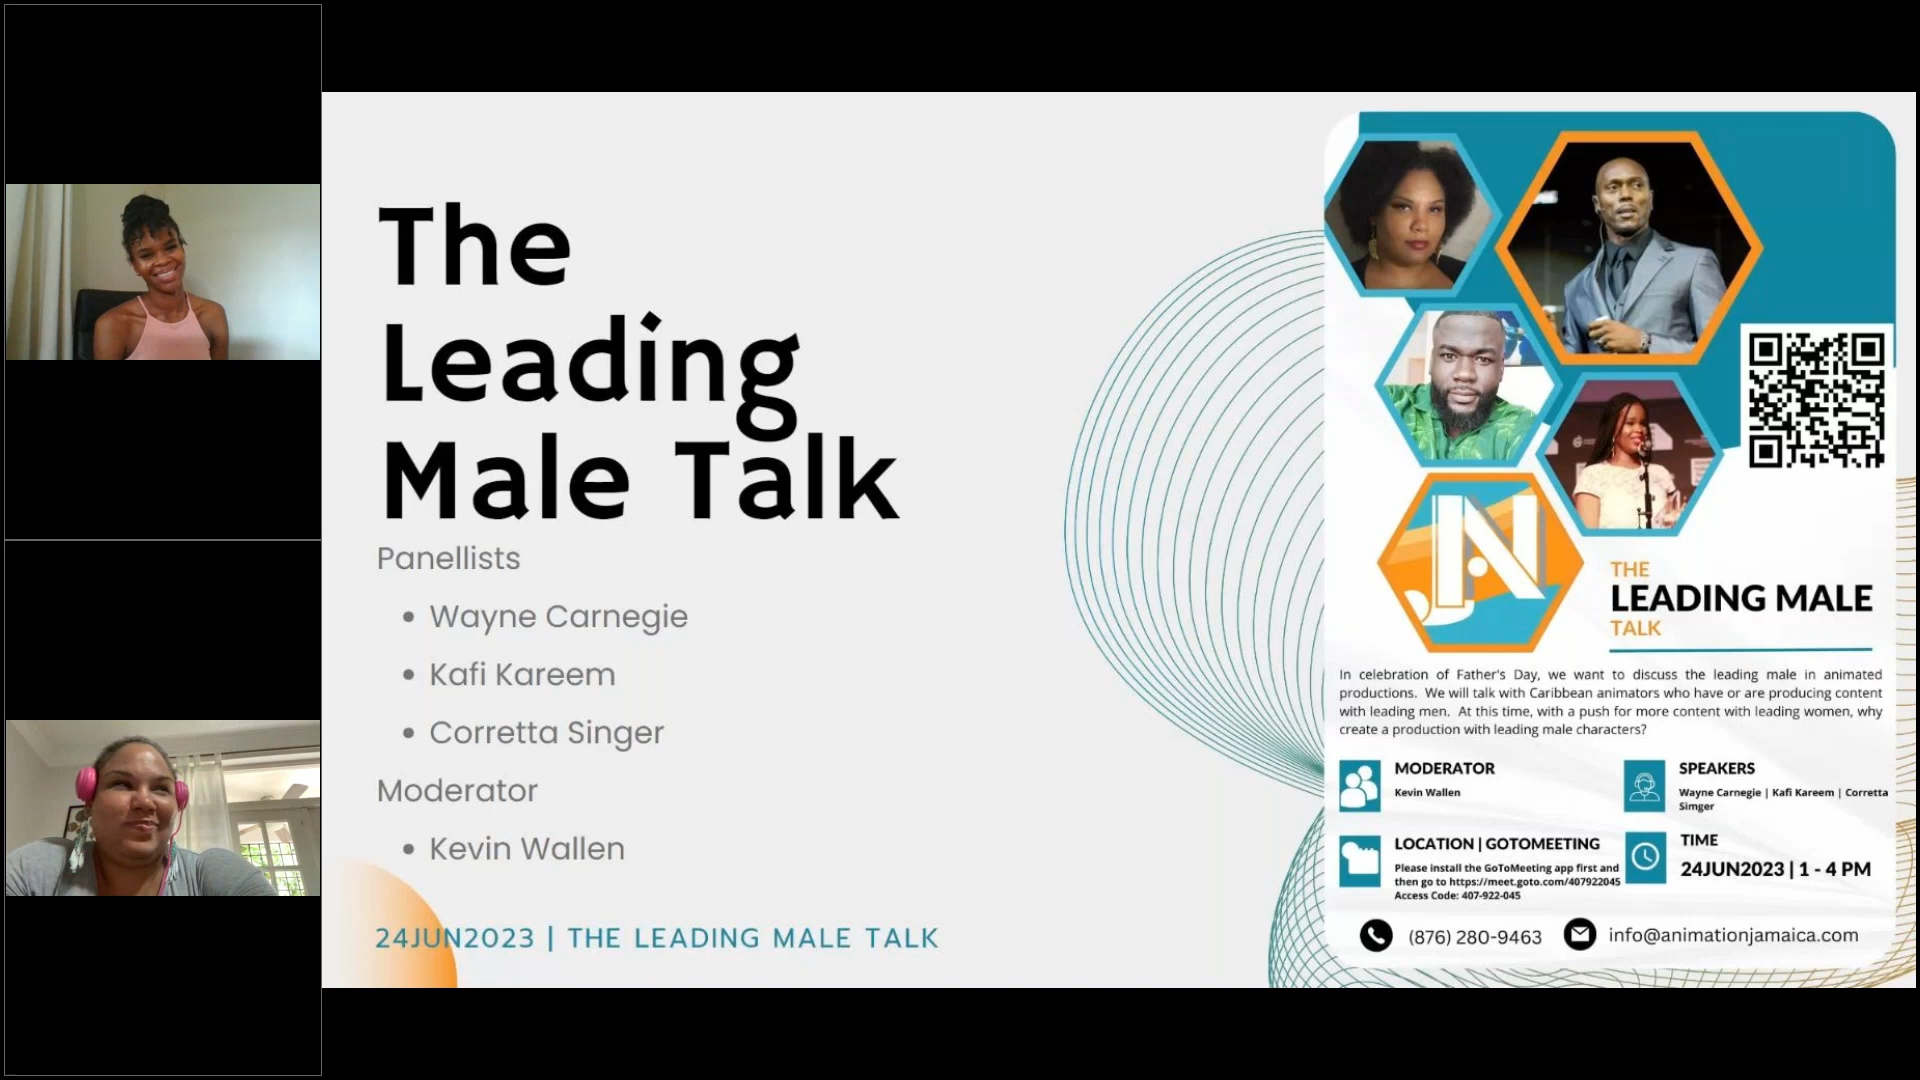 The
Leading
Male Talk
Panellists
• Wayne Carnegie
• Kafi Kareem
• Corretta Singer
Moderator
• Kevin Wallen
24JUN2023 | THE LEADING MALE TALK
JN
THE
LEADING MALE
TALK
In celebration of Father's Day, we want to discuss the leading male in animated
productions. We will talk with Caribbean animators who have or are producing content
with leading men. At this time, with a push for more content with leading women, why
create a production with leading male characters?
MODERATOR
Kevin Wallen
SPEAKERS
Wayne Carnegie | Kafi Kareem | Corretta
Simger
LOCATION | GOTOMEETING
Please install the GoToMeeting app first and
then go to https://meet.goto.com/407922045
Access Code: 407-922-045
TIME
24JUN2023 | 1 - 4 PM
(876) 280-9463
info@animationjamaica.com